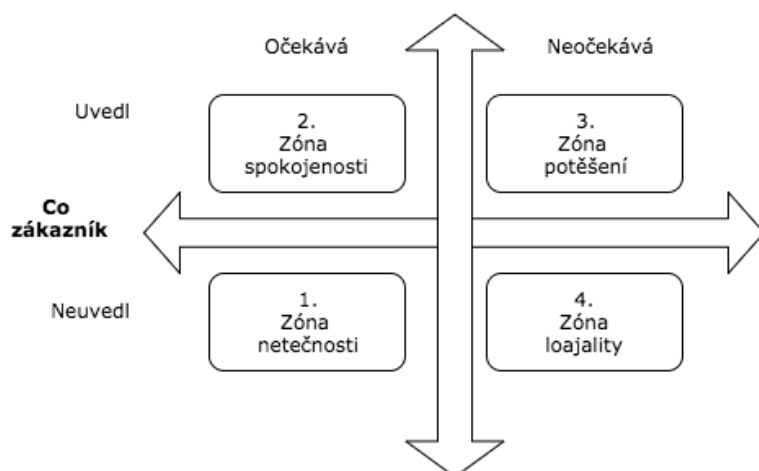 Očekává
Neočekává
Uvedl
2.
Zóna
spokojenosti
3.
Zóna
potěšení
Co
zákazník
Neuvedl
1.
Zóna
netečnosti
4.
Zóna
loajality